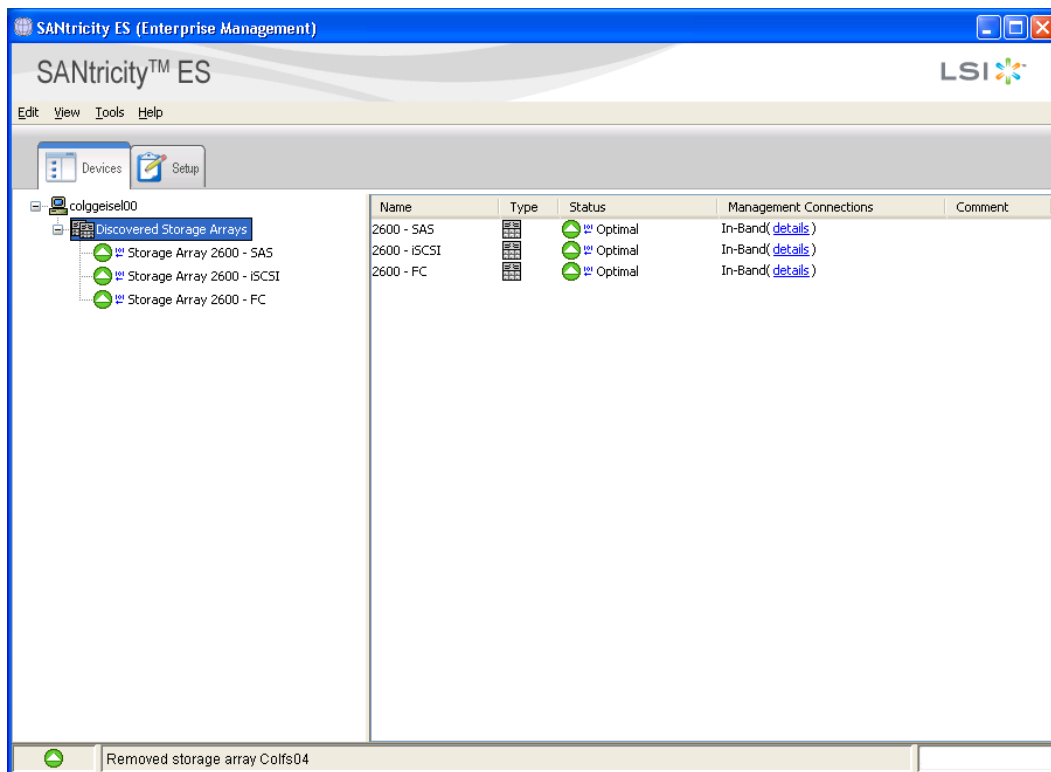 SANtricity ES (Enterprise Management)
SANtricity™ ES
LSI
Edit View Tools Help
Devices Setup
colggeisel00
Discovered Storage Arrays
Storage Array 2600 - SAS
Storage Array 2600 - iSCSI
Storage Array 2600 - FC
Name Type Status Management Connections Comment
2600 - SAS Optimal In-Band( details )
2600 - iSCSI Optimal In-Band( details )
2600 - FC Optimal In-Band( details )
Removed storage array Colfs04